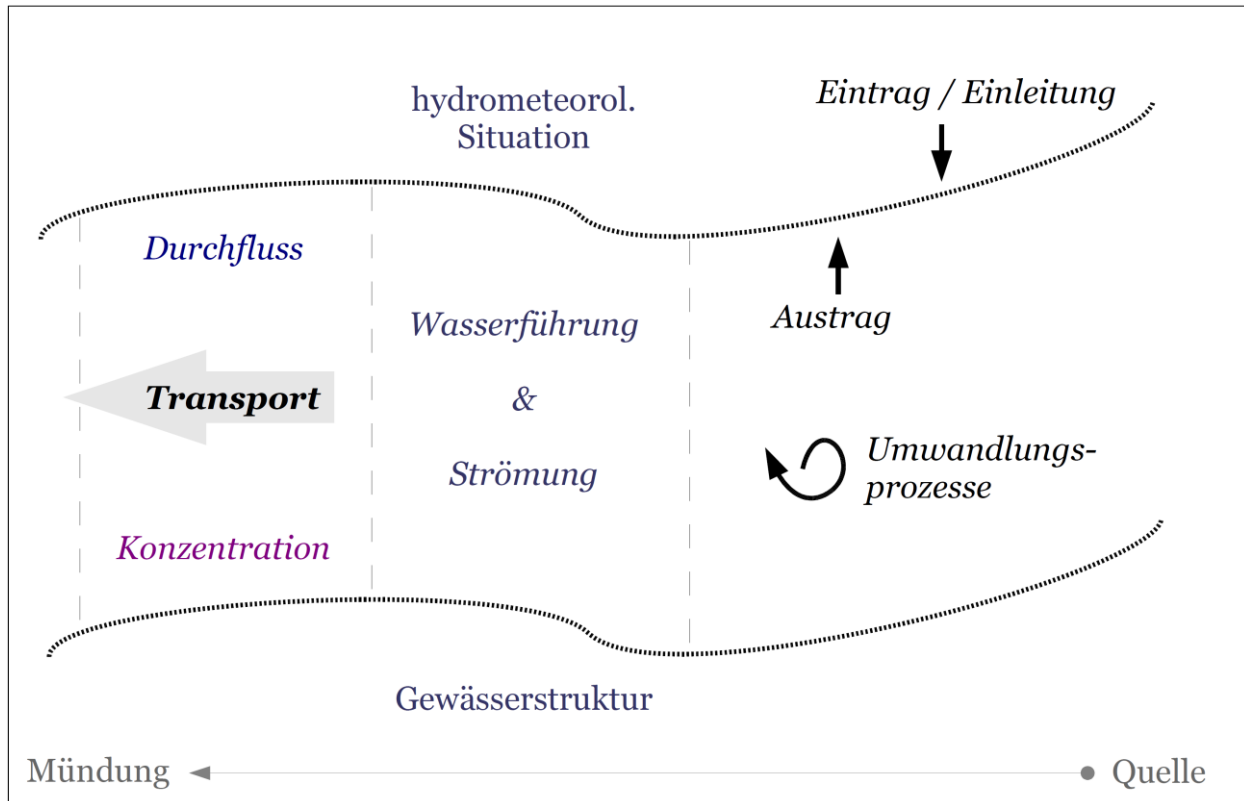 hydrometeorol.
Situation
Eintrag / Einleitung
Durchfluss
Austrag
Wasserführung
&
Strömung
Transport
Umwandlungs-
prozesse
Konzentration
Gewässerstruktur
Mündung
Quelle